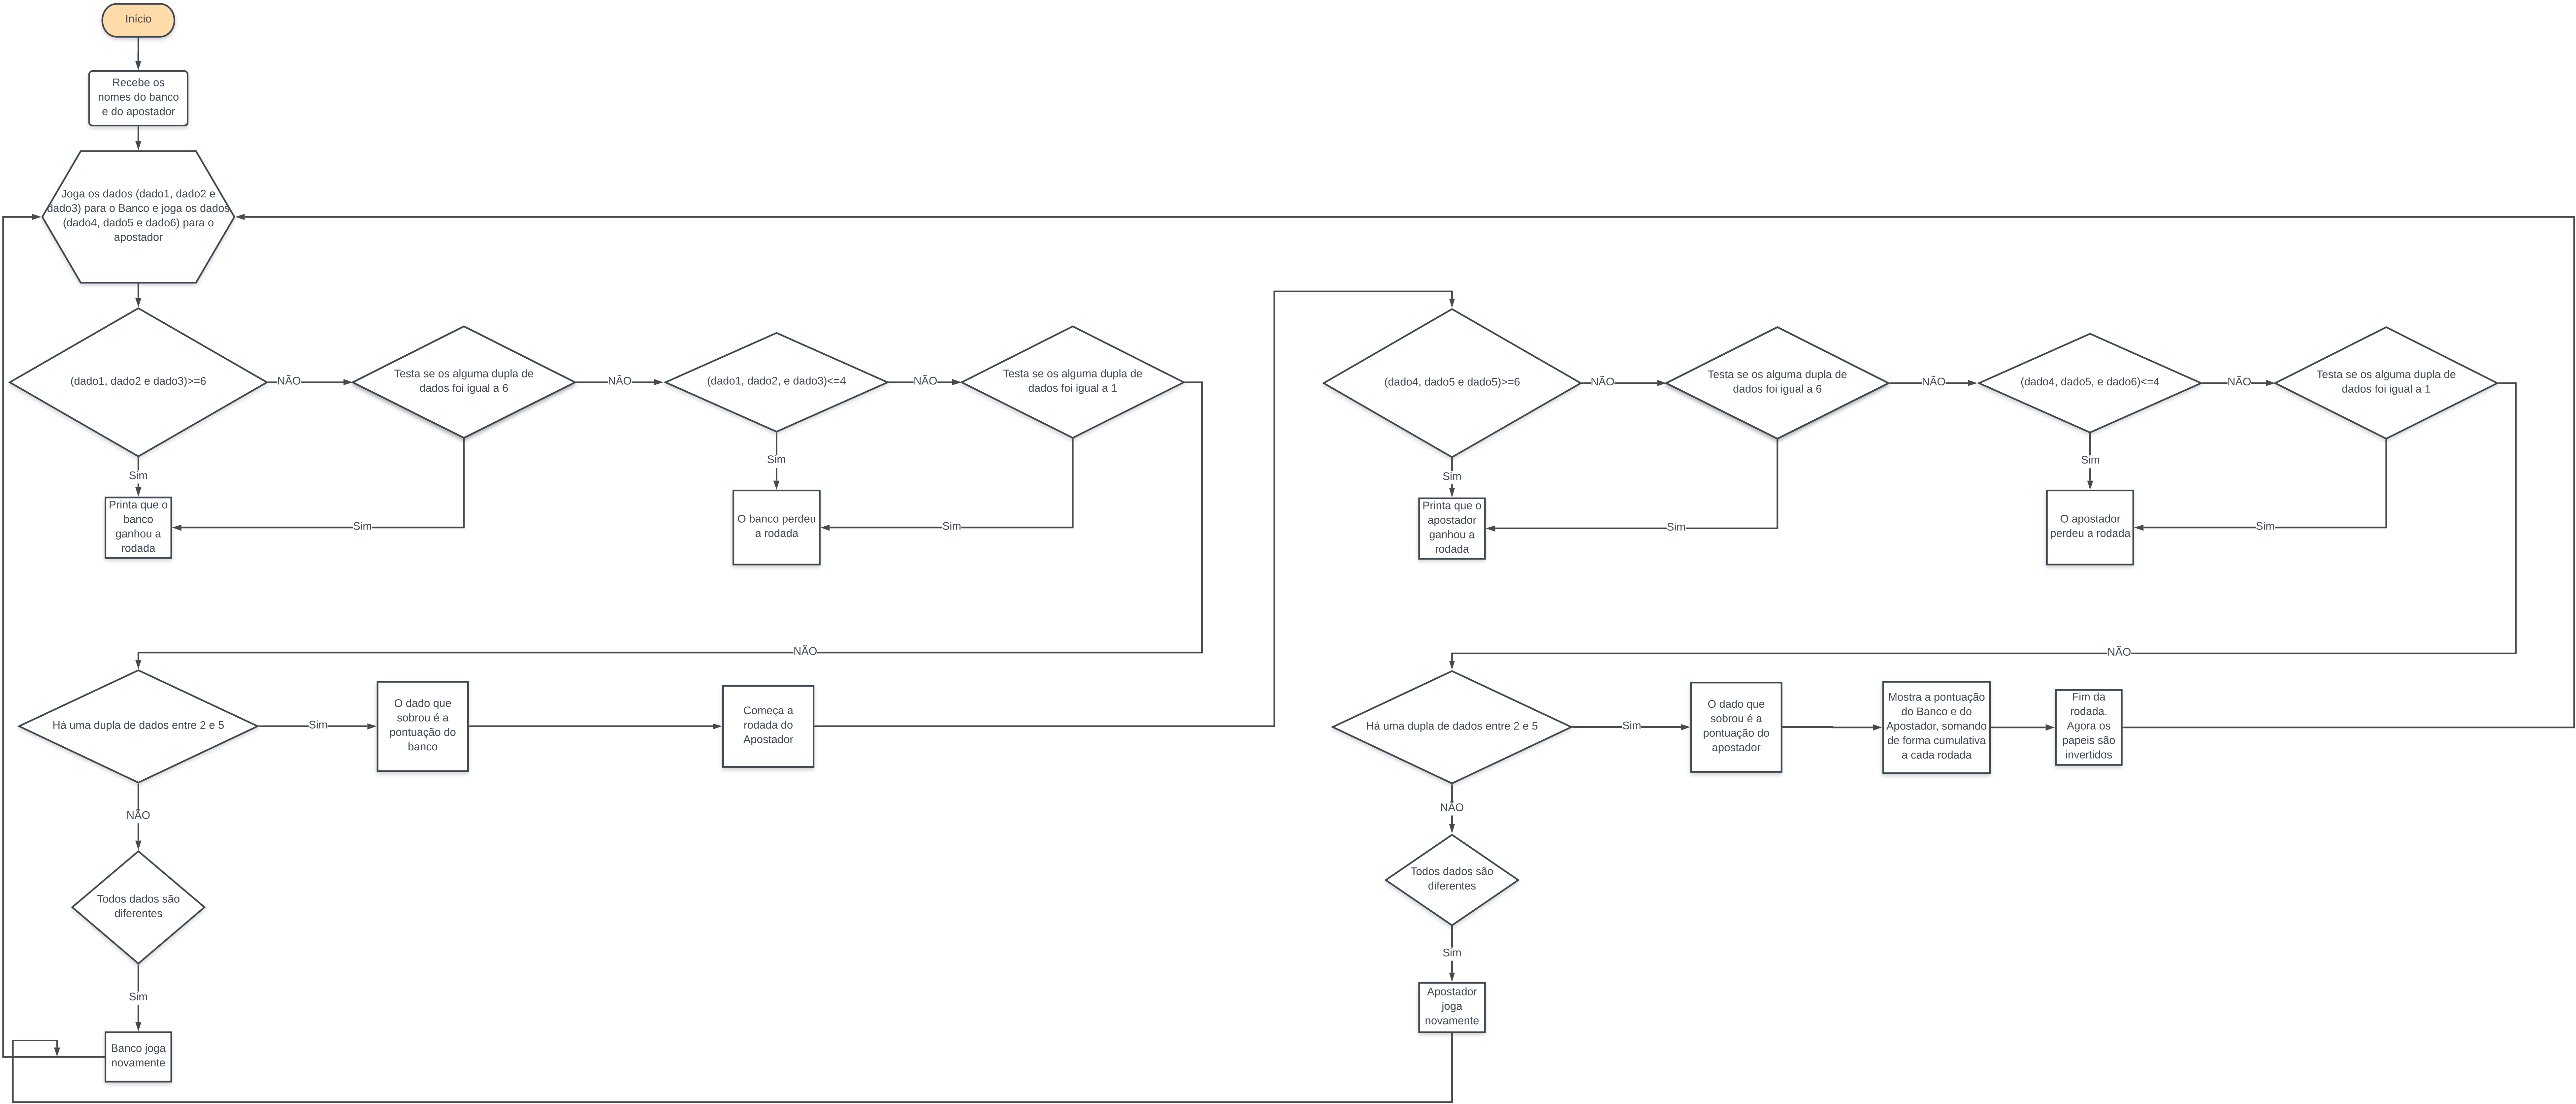 Início
Recebe os
nomes do banco
e do apostador
Joga os dados (dado1, dado2 e
dado3) para o Banco e joga os dados
(dado4, dado5 e dado6) para o
apostador
(dado1, dado2 e dado3)>=6
NÃO
Testa se os alguma dupla de
dados foi igual a 6
NÃO
(dado1, dado2, e dado3)<=4
NÃO
Testa se os alguma dupla de
dados foi igual a 1
Sim
Printa que o
banco
ganhou a
rodada
Sim
Sim
O banco perdeu
a rodada
Sim
NÃO
Há uma dupla de dados entre 2 e 5
Sim
O dado que
sobrou é a
pontuação do
banco
Começa a
rodada do
Apostador
NÃO
Todos dados são
diferentes
Sim
Banco joga
novamente
(dado4, dado5 e dado5)>=6
NÃO
Testa se os alguma dupla de
dados foi igual a 6
NÃO
(dado4, dado5, e dado6)<=4
NÃO
Testa se os alguma dupla de
dados foi igual a 1
Sim
Printa que o
apostador
ganhou a
rodada
Sim
Sim
O apostador
perdeu a rodada
Sim
NÃO
Há uma dupla de dados entre 2 e 5
Sim
O dado que
sobrou é a
pontuação do
apostador
Mostra a pontuação
do Banco e do
Apostador, somando
de forma cumulativa
a cada rodada
Fim da
rodada.
Agora os
papeis são
invertidos
NÃO
Todos dados são
diferentes
Sim
Apostador
joga
novamente